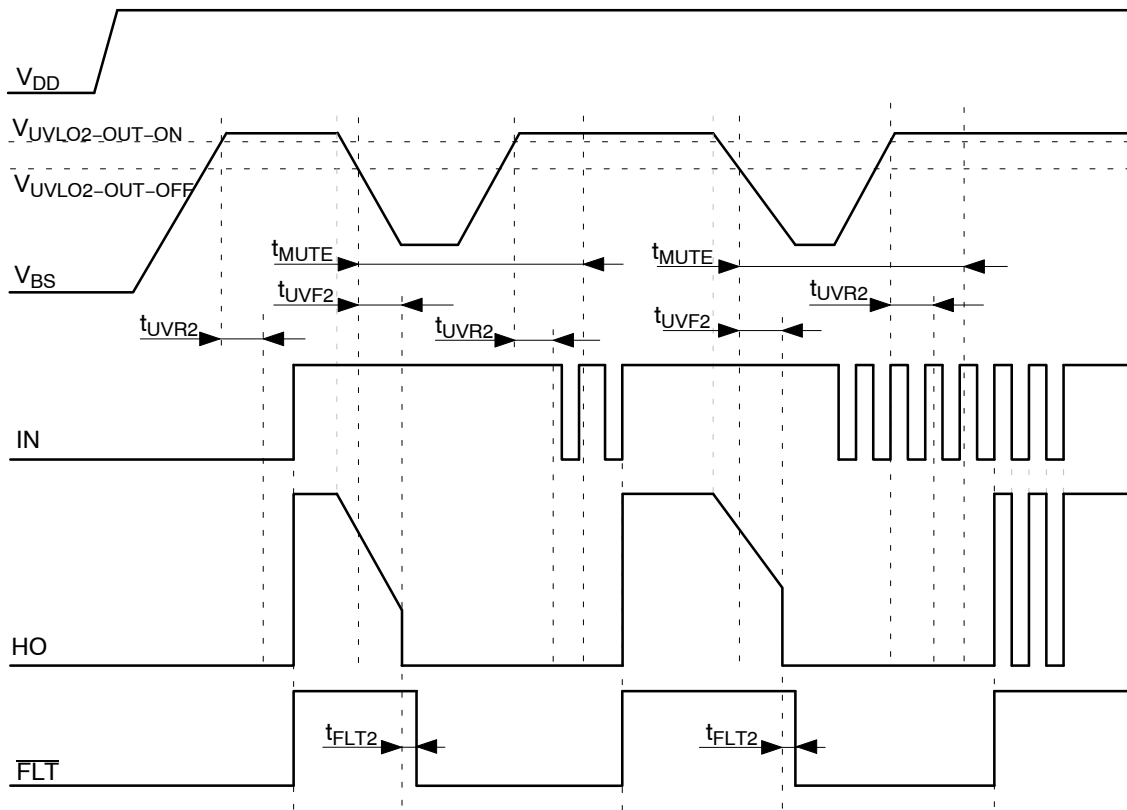 VDD
VUVLO2−OUT−ON
VUVLO2−OUT−OFF
tMUTE
tMUTE
VBS
tUVF2
tUVR2
tUVR2
tUVR2
tUVF2
IN
HO
tFLT2
tFLT2
FLT